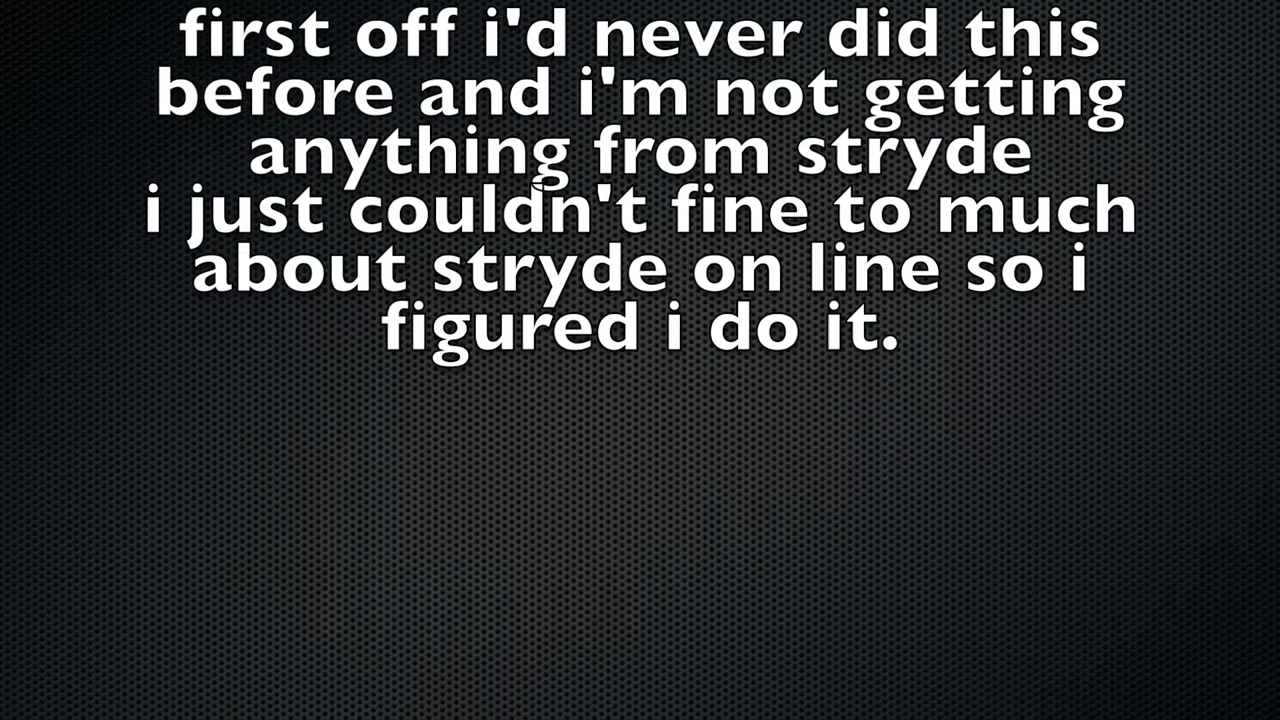 first off i'd never did this
before and i'm not getting
anything from stryde
i just couldn't fine to much
about stryde on line so i
figured i do it.